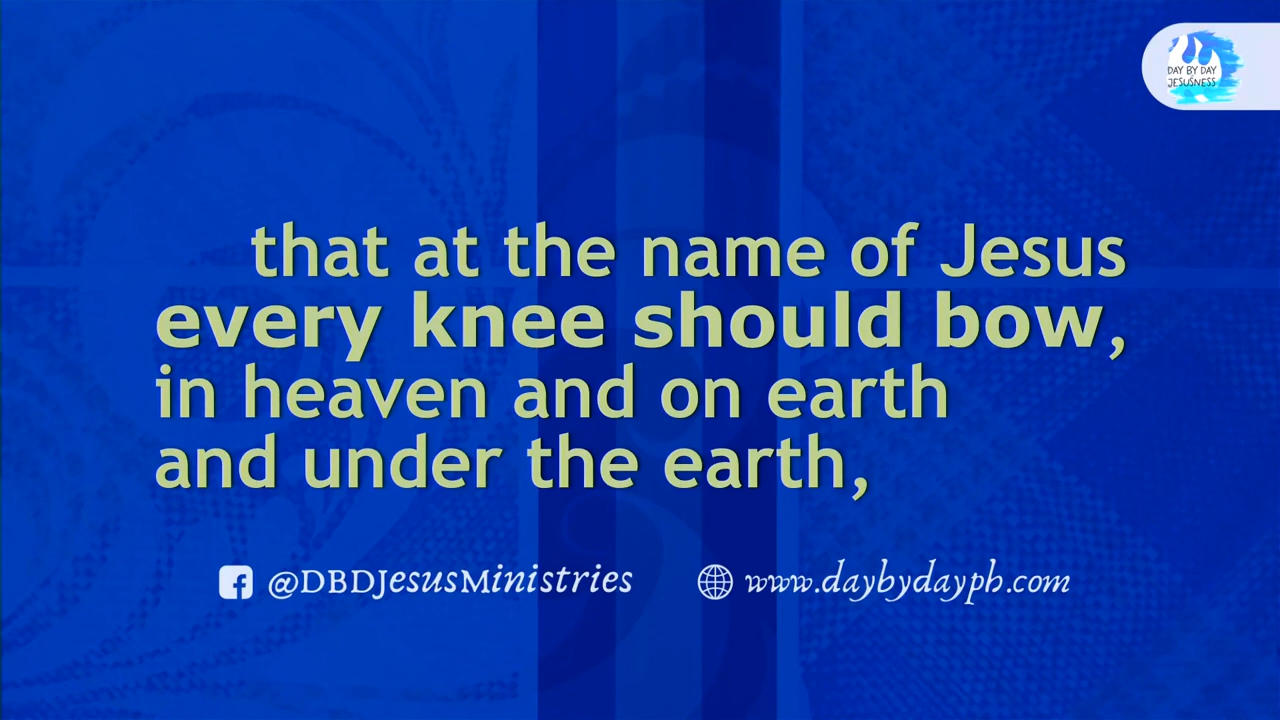 DAY BY DAY
JESUSNESS
that at the name of Jesus
every knee should bow,
in heaven and on earth
and under the earth,
@DBDJesusMinistries
www.daybydayph.com